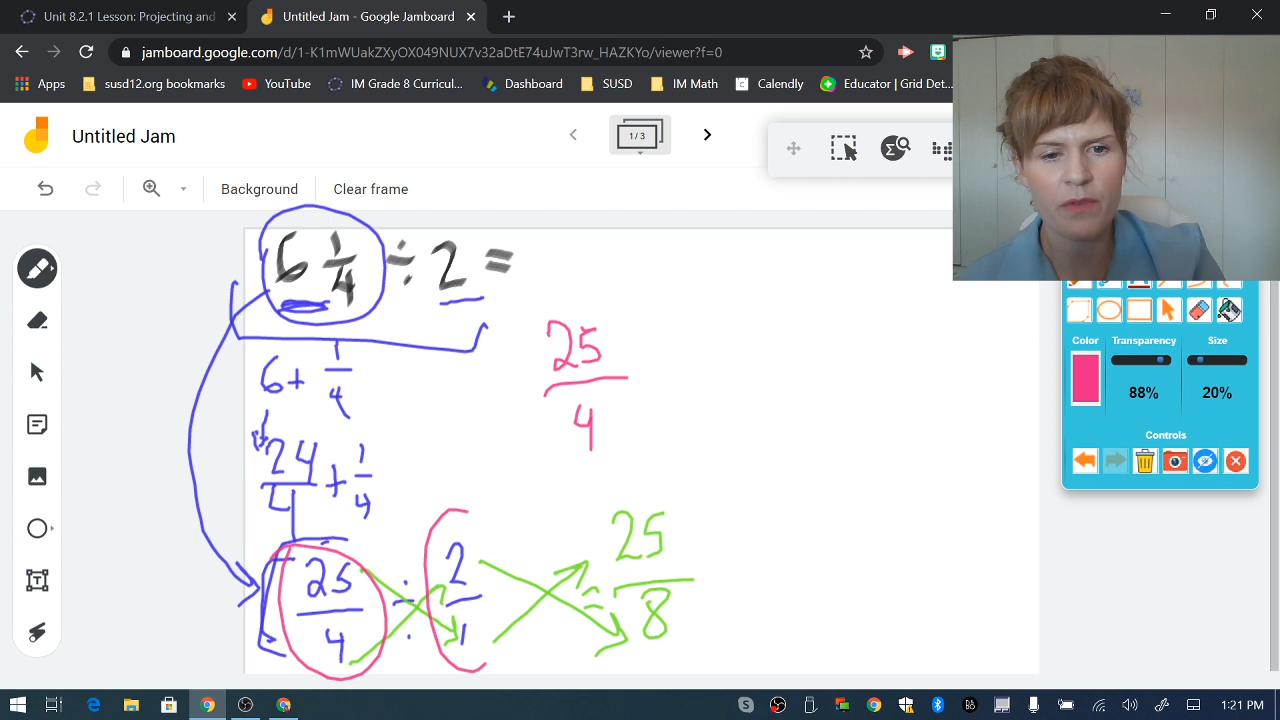 Unit 8.2.1 Lesson: Projecting and
Untitled Jam - Google Jamboard
jamboard.google.com/d/1-K1mWUakZXyOX049NUX7v32aDtE74uJwT3rw_HAZKYo/viewer?f=0
Apps susd12.org bookmarks YouTube IM Grade 8 Curricul... Dashboard SUSD IM Math Calendly Educator | Grid Det...
Untitled Jam
1 / 3
Background Clear frame
6 1/4 ÷ 2 =
6 + 1/4
24/4 + 1/4
25/4 ÷ 2/1 = 25/8
25/4
Color Transparency Size
88% 20%
Controls
1:21 PM